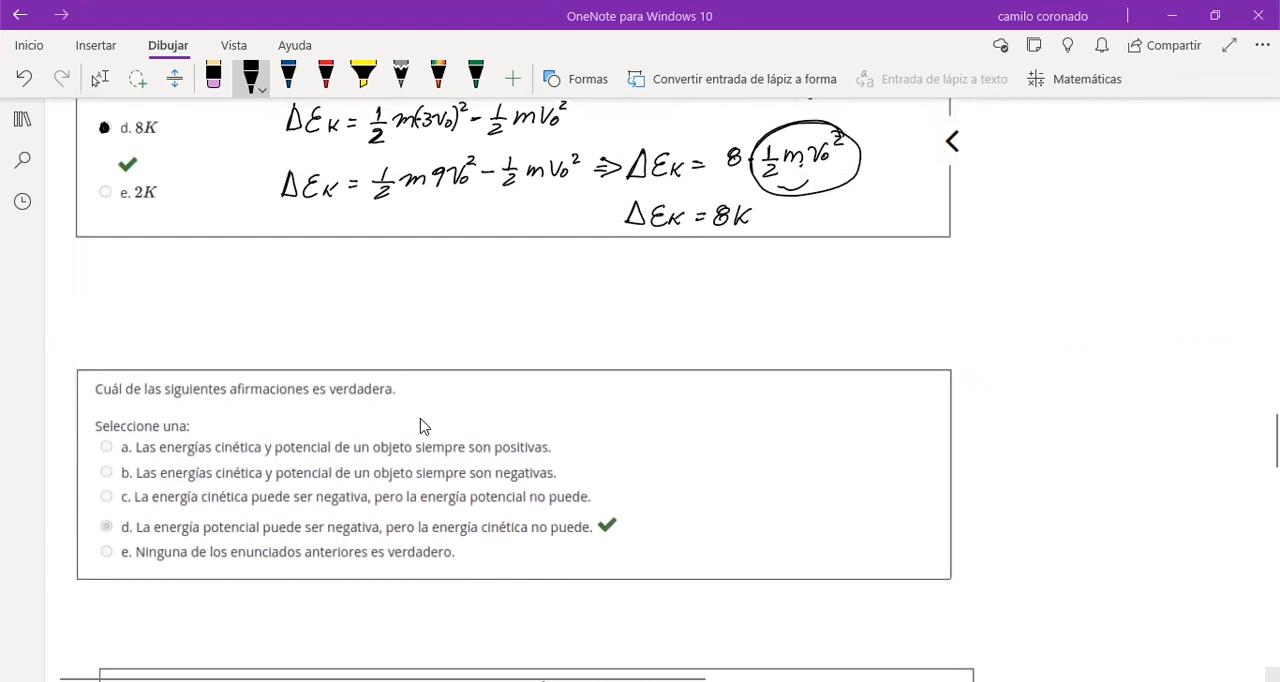 OneNote para Windows 10
camilo coronado
Inicio
Insertar
Dibujar
Vista
Ayuda
Compartir
Formas
Convertir entrada de lápiz a forma
Entrada de lápiz a texto
Matemáticas
d. 8K
e. 2K
ΔEK = 1/2 m(-3v0)² - 1/2 mv0²
ΔEK = 1/2 m 9v0² - 1/2 mv0² ⇒ ΔEK = 8 · 1/2 mv0²
ΔEK = 8K
Cuál de las siguientes afirmaciones es verdadera.
Seleccione una:
a. Las energías cinética y potencial de un objeto siempre son positivas.
b. Las energías cinética y potencial de un objeto siempre son negativas.
c. La energía cinética puede ser negativa, pero la energía potencial no puede.
d. La energía potencial puede ser negativa, pero la energía cinética no puede.
e. Ninguna de los enunciados anteriores es verdadero.